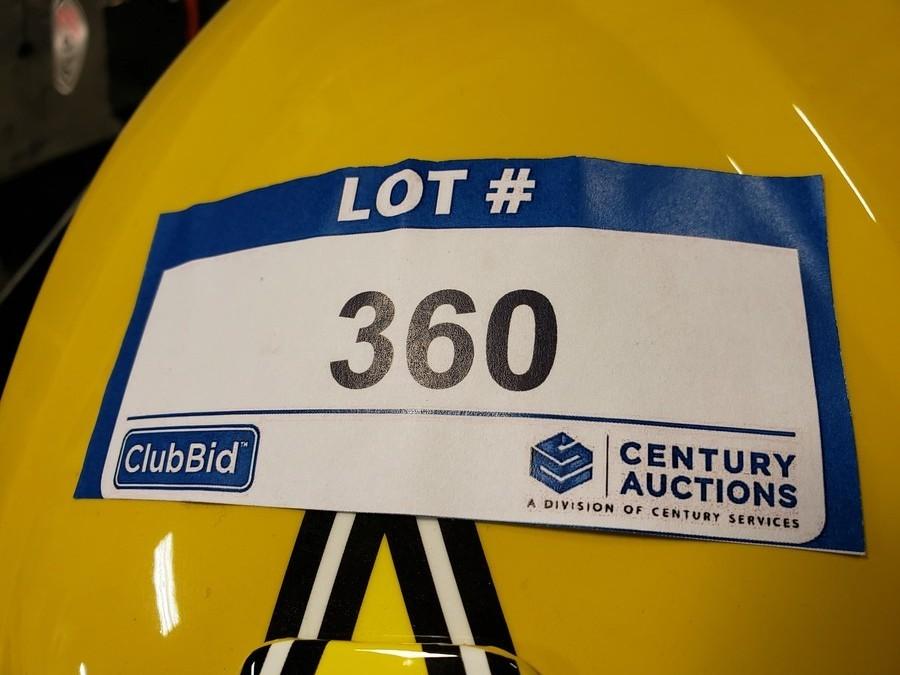 LOT #
360
ClubBid™
CENTURY
AUCTIONS
A DIVISION OF CENTURY SERVICES